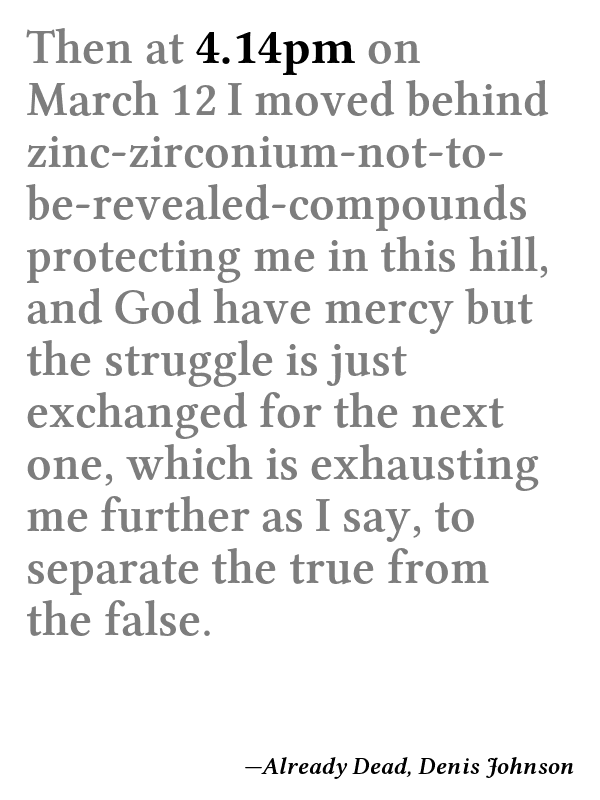 Then at 4.14pm on
March 12 I moved behind
zinc-zirconium-not-to-
be-revealed-compounds
protecting me in this hill,
and God have mercy but
the struggle is just
exchanged for the next
one, which is exhausting
me further as I say, to
separate the true from
the false.
—Already Dead, Denis Johnson